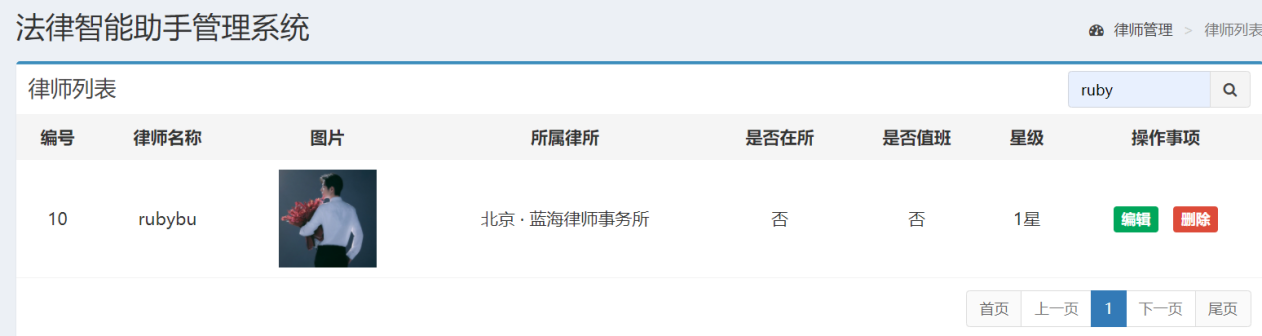 法律智能助手管理系统
律师管理 > 律师列表
律师列表
ruby
编号 律师名称 图片 所属律所 是否在所 是否值班 星级 操作事项
10 rubybu 北京 · 蓝海律师事务所 否 否 1星 编辑 删除
首页 上一页 1 下一页 尾页